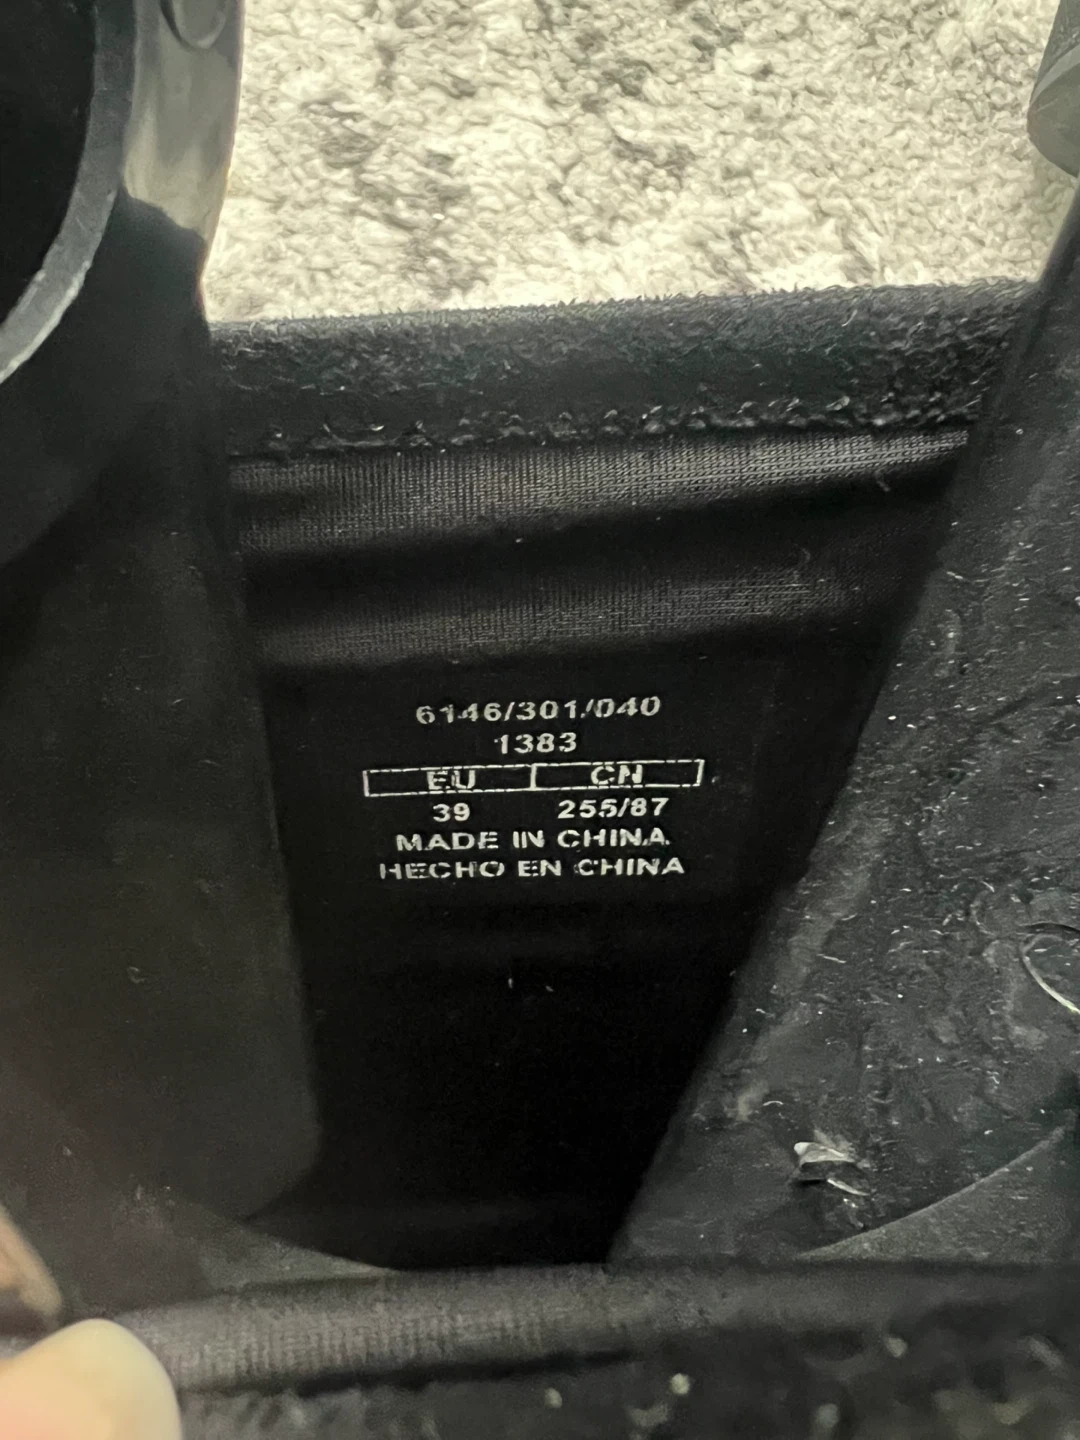 6146/301/040
1383
EU CN
39 255/87
MADE IN CHINA
HECHO EN CHINA